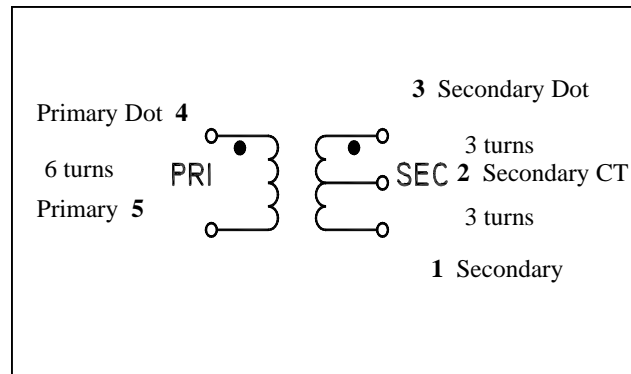 3 Secondary Dot
Primary Dot 4
3 turns
6 turns
PRI
SEC 2 Secondary CT
Primary 5
3 turns
1 Secondary